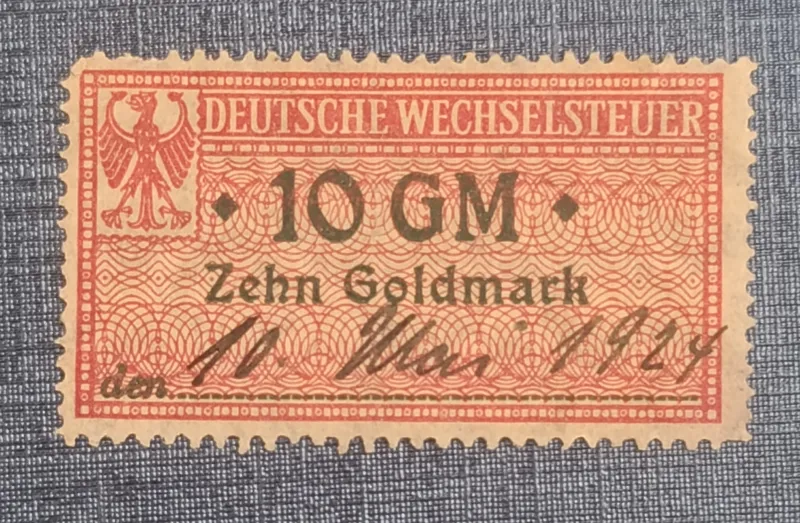 DEUTSCHE WECHSELSTEUER
10 GM
Zehn Goldmark
den 10. Mai 1924